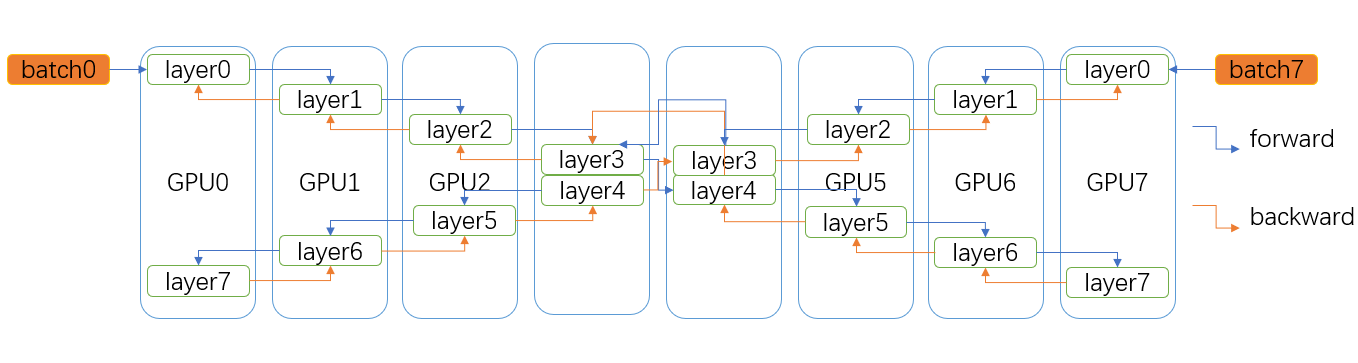 batch0
layer0
layer0
batch7
layer1
layer1
layer2
layer2
forward
layer3
layer3
GPU0
GPU1
GPU2
layer4
layer4
GPU5
GPU6
GPU7
layer5
layer5
backward
layer6
layer6
layer7
layer7